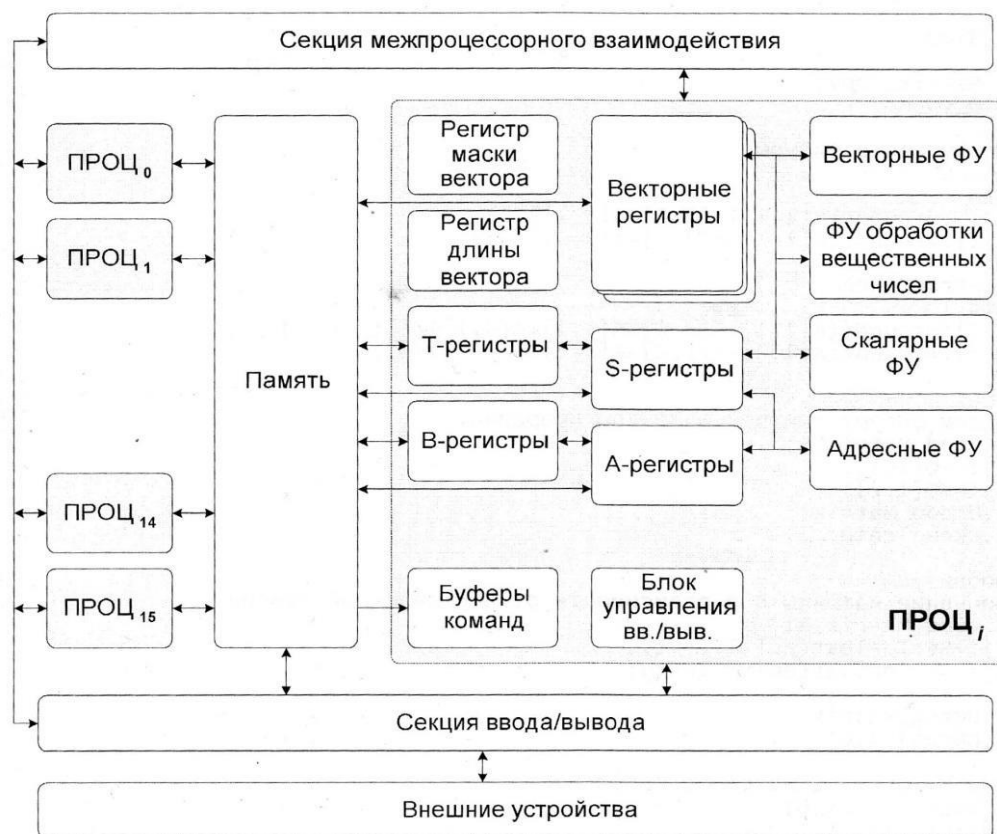 Секция межпроцессорного взаимодействия
ПРОЦ 0
ПРОЦ 1
ПРОЦ 14
ПРОЦ 15
Память
Регистр
маски
вектора
Регистр
длины
вектора
Т-регистры
В-регистры
Буферы
команд
Векторные
регистры
S-регистры
А-регистры
Блок
управления
вв./выв.
Векторные ФУ
ФУ обработки
вещественных
чисел
Скалярные
ФУ
Адресные ФУ
ПРОЦ i
Секция ввода/вывода
Внешние устройства